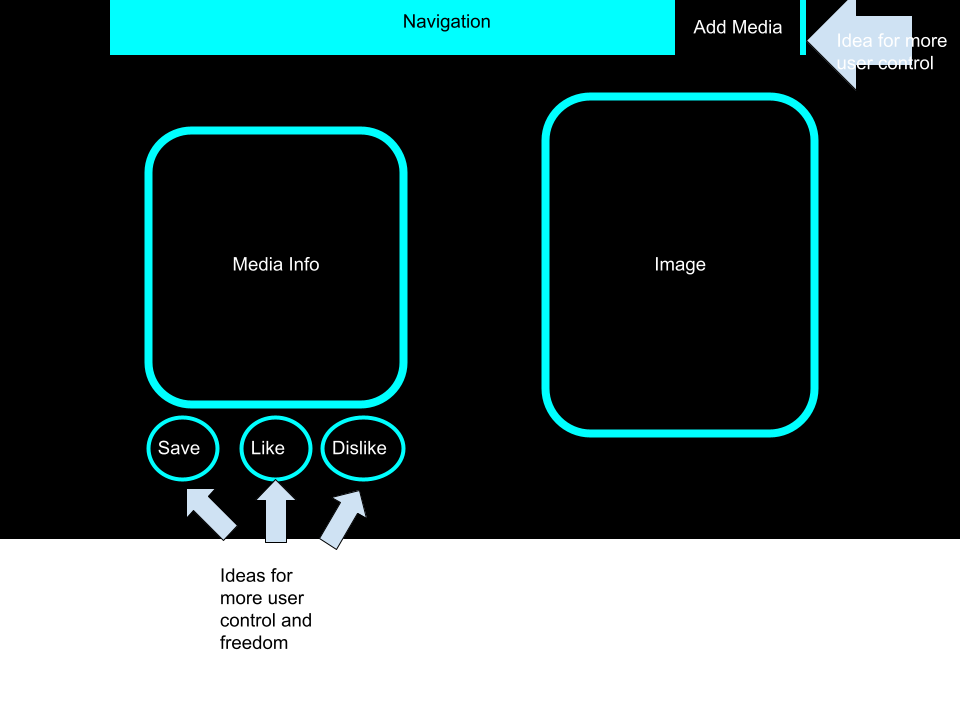 Navigation
Add Media
Idea for more
user control
Media Info
Image
Save
Like
Dislike
Ideas for
more user
control and
freedom